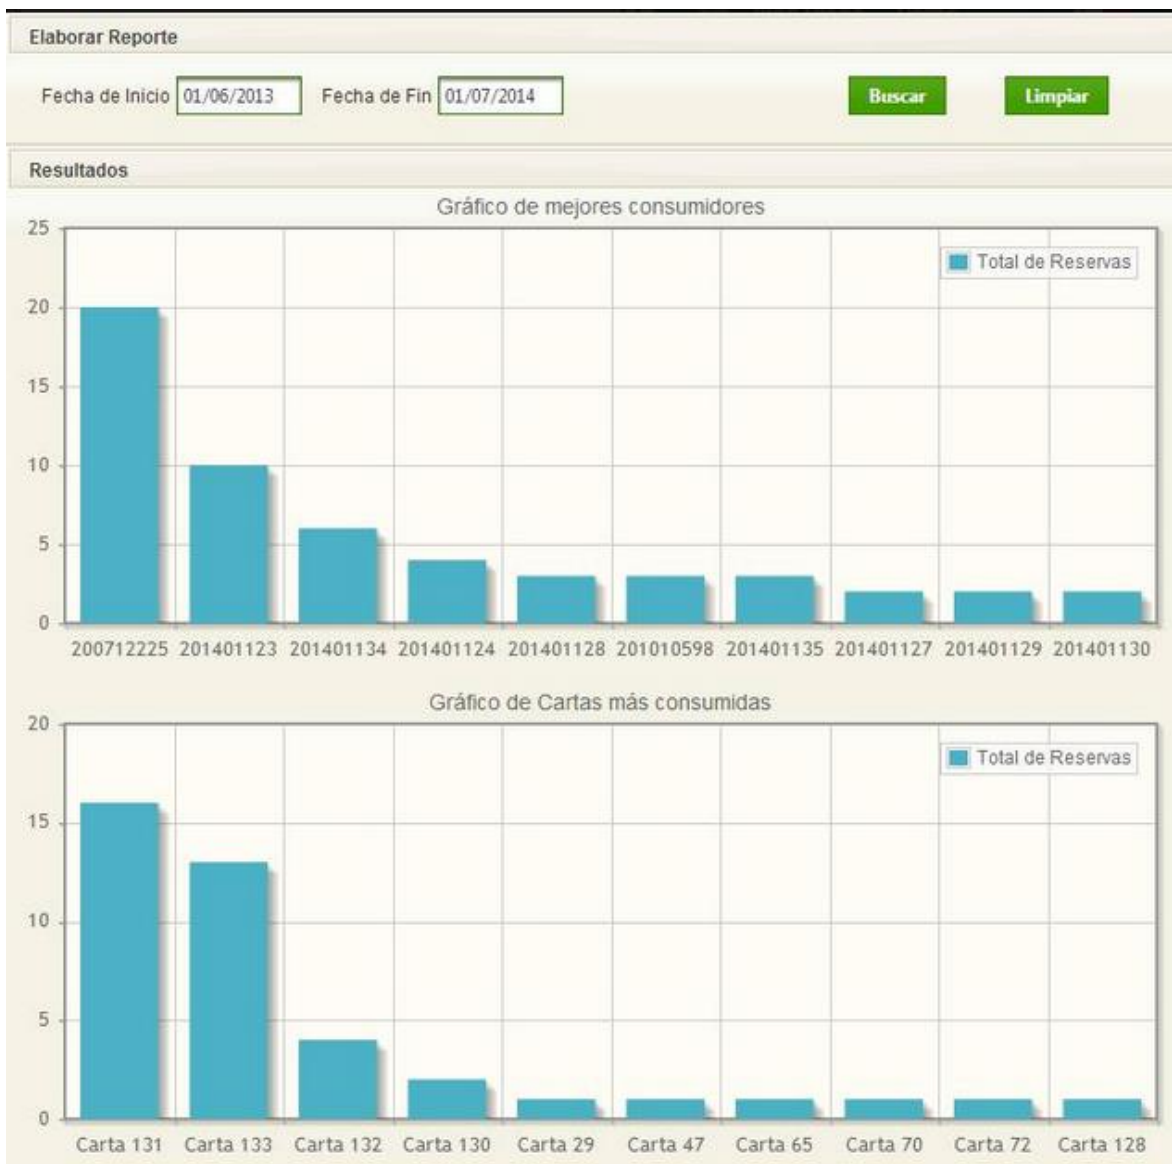 Elaborar Reporte
Fecha de Inicio 01/06/2013 Fecha de Fin 01/07/2014 Buscar Limpiar
Resultados
Gráfico de mejores consumidores
25
Total de Reservas
20
15
10
5
0
200712225 201401123 201401134 201401124 201401128 201010598 201401135 201401127 201401129 201401130
Gráfico de Cartas más consumidas
20
Total de Reservas
15
10
5
0
Carta 131 Carta 133 Carta 132 Carta 130 Carta 29 Carta 47 Carta 65 Carta 70 Carta 72 Carta 128